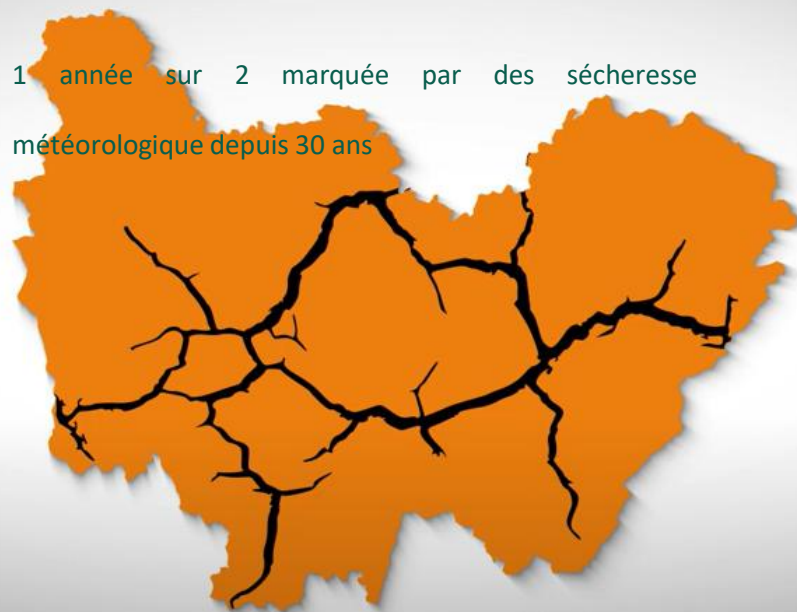 1 année sur 2 marquée par des sécheresse
météorologique depuis 30 ans